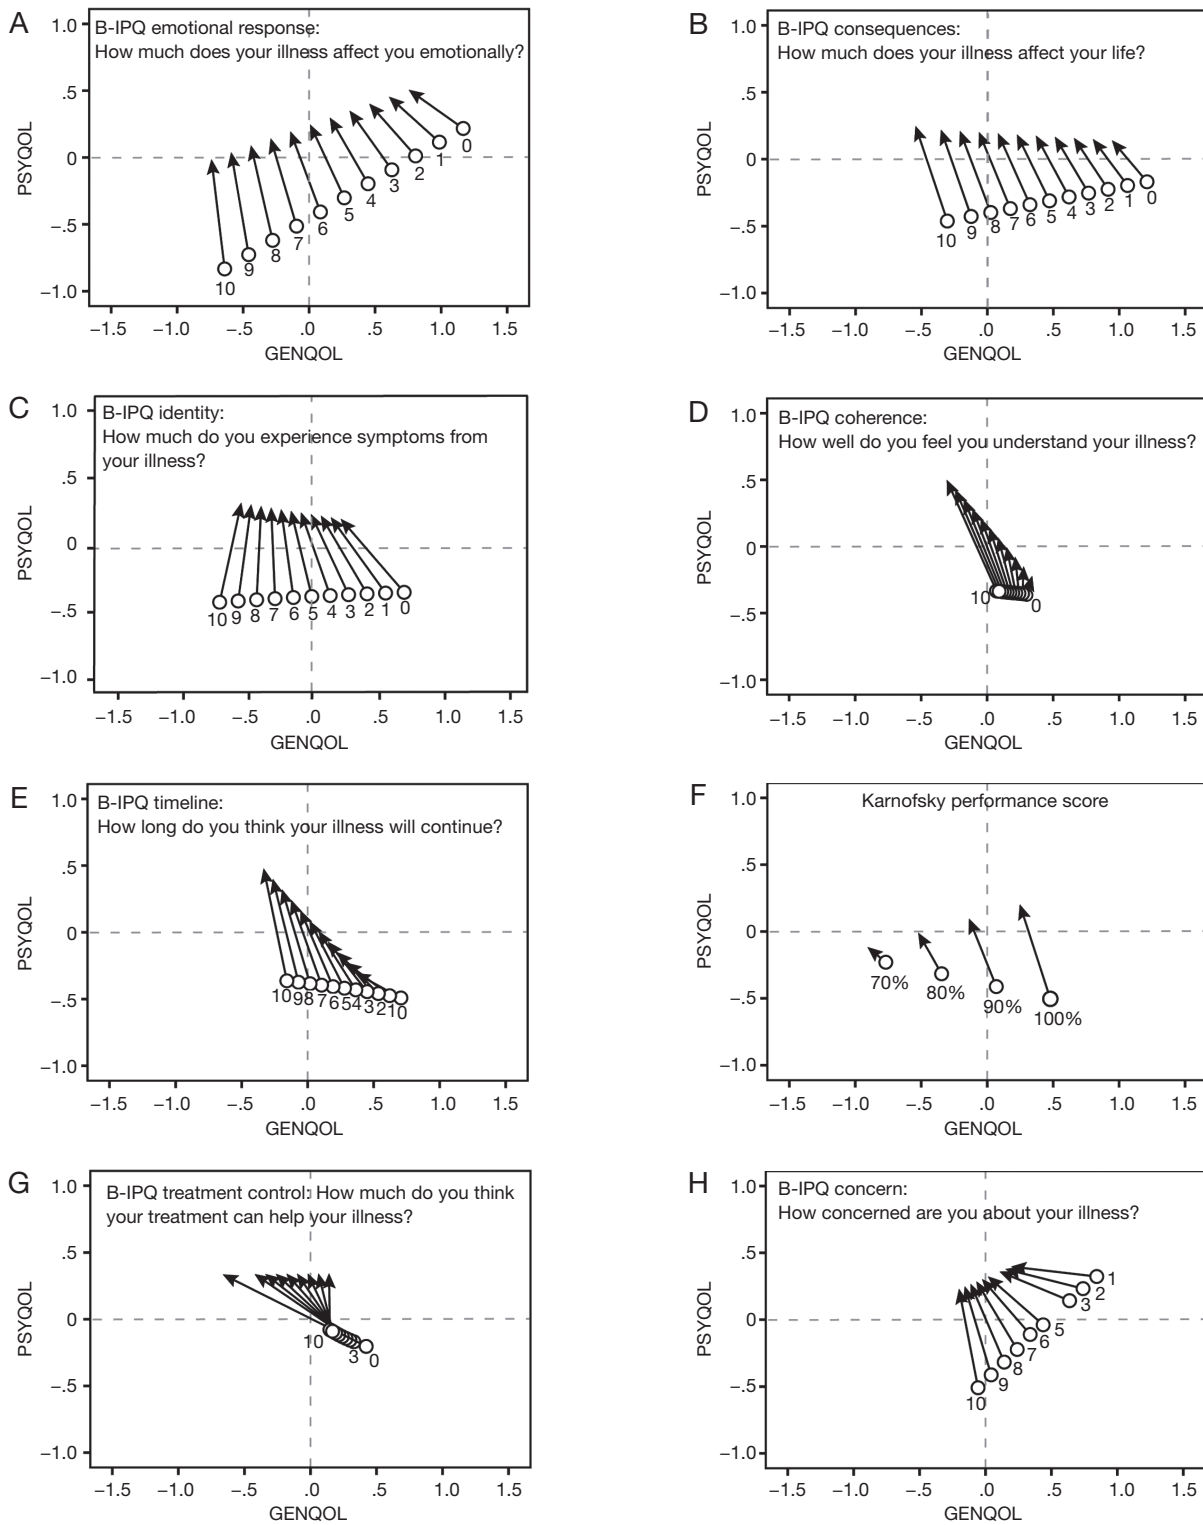 A
B-IPQ emotional response:
How much does your illness affect you emotionally?
1.0
.5
0
−.5
−1.0
PSYQOL
0
1
2
3
4
5
6
7
8
9
10
−1.5 −1.0 −.5 .0 .5 1.0 1.5
GENQOL
B
B-IPQ consequences:
How much does your illness affect your life?
1.0
.5
0
−.5
−1.0
PSYQOL
10 9 8 7 6 5 4 3 2 1 0
−1.5 −1.0 −.5 .0 .5 1.0 1.5
GENQOL
C
B-IPQ identity:
How much do you experience symptoms from
your illness?
1.0
.5
0
−.5
−1.0
PSYQOL
10 9 8 7 6 5 4 3 2 1 0
−1.5 −1.0 −.5 .0 .5 1.0 1.5
GENQOL
D
B-IPQ coherence:
How well do you feel you understand your illness?
1.0
.5
0
−.5
−1.0
PSYQOL
10 0
−1.5 −1.0 −.5 .0 .5 1.0 1.5
GENQOL
E
B-IPQ timeline:
How long do you think your illness will continue?
1.0
.5
0
−.5
−1.0
PSYQOL
10 9 8 7 6 5 4 3 2 1 0
−1.5 −1.0 −.5 .0 .5 1.0 1.5
GENQOL
F
Karnofsky performance score
1.0
.5
0
−.5
−1.0
PSYQOL
70% 80% 90% 100%
−1.5 −1.0 −.5 .0 .5 1.0 1.5
GENQOL
G
B-IPQ treatment control: How much do you think
your treatment can help your illness?
1.0
.5
0
−.5
−1.0
PSYQOL
10 3 0
−1.5 −1.0 −.5 .0 .5 1.0 1.5
GENQOL
H
B-IPQ concern:
How concerned are you about your illness?
1.0
.5
0
−.5
−1.0
PSYQOL
1
2
3
5
6
7
8
9
10
−1.5 −1.0 −.5 .0 .5 1.0 1.5
GENQOL